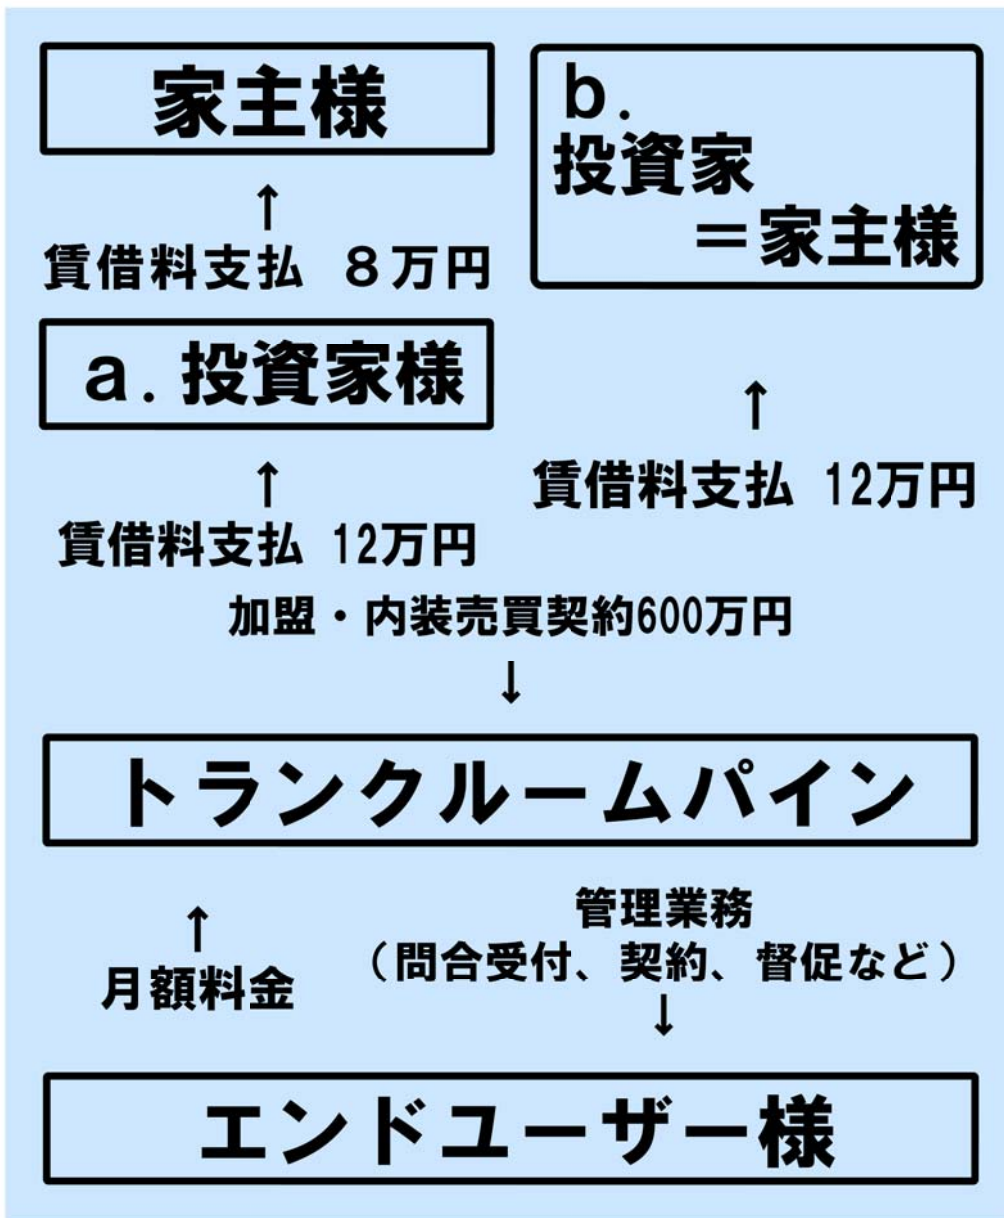 家主様
↑
賃借料支払 8万円
a.投資家様
↑
賃借料支払 12万円
b.
投資家
=家主様
↑
賃借料支払 12万円
加盟・内装売買契約600万円
↓
トランクルームパイン
↑
月額料金
管理業務
(問合受付、契約、督促など)
↓
エンドユーザー様